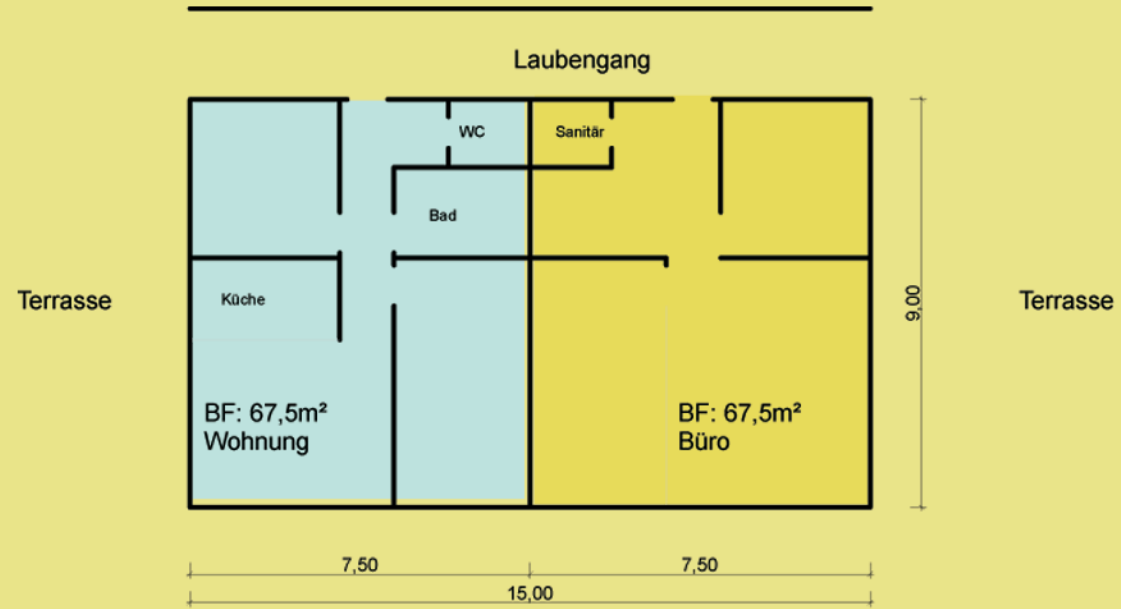 Laubengang
WC
Sanitär
Bad
Küche
Terrasse
Terrasse
9,00
BF: 67,5m²
Wohnung
BF: 67,5m²
Büro
7,50
7,50
15,00